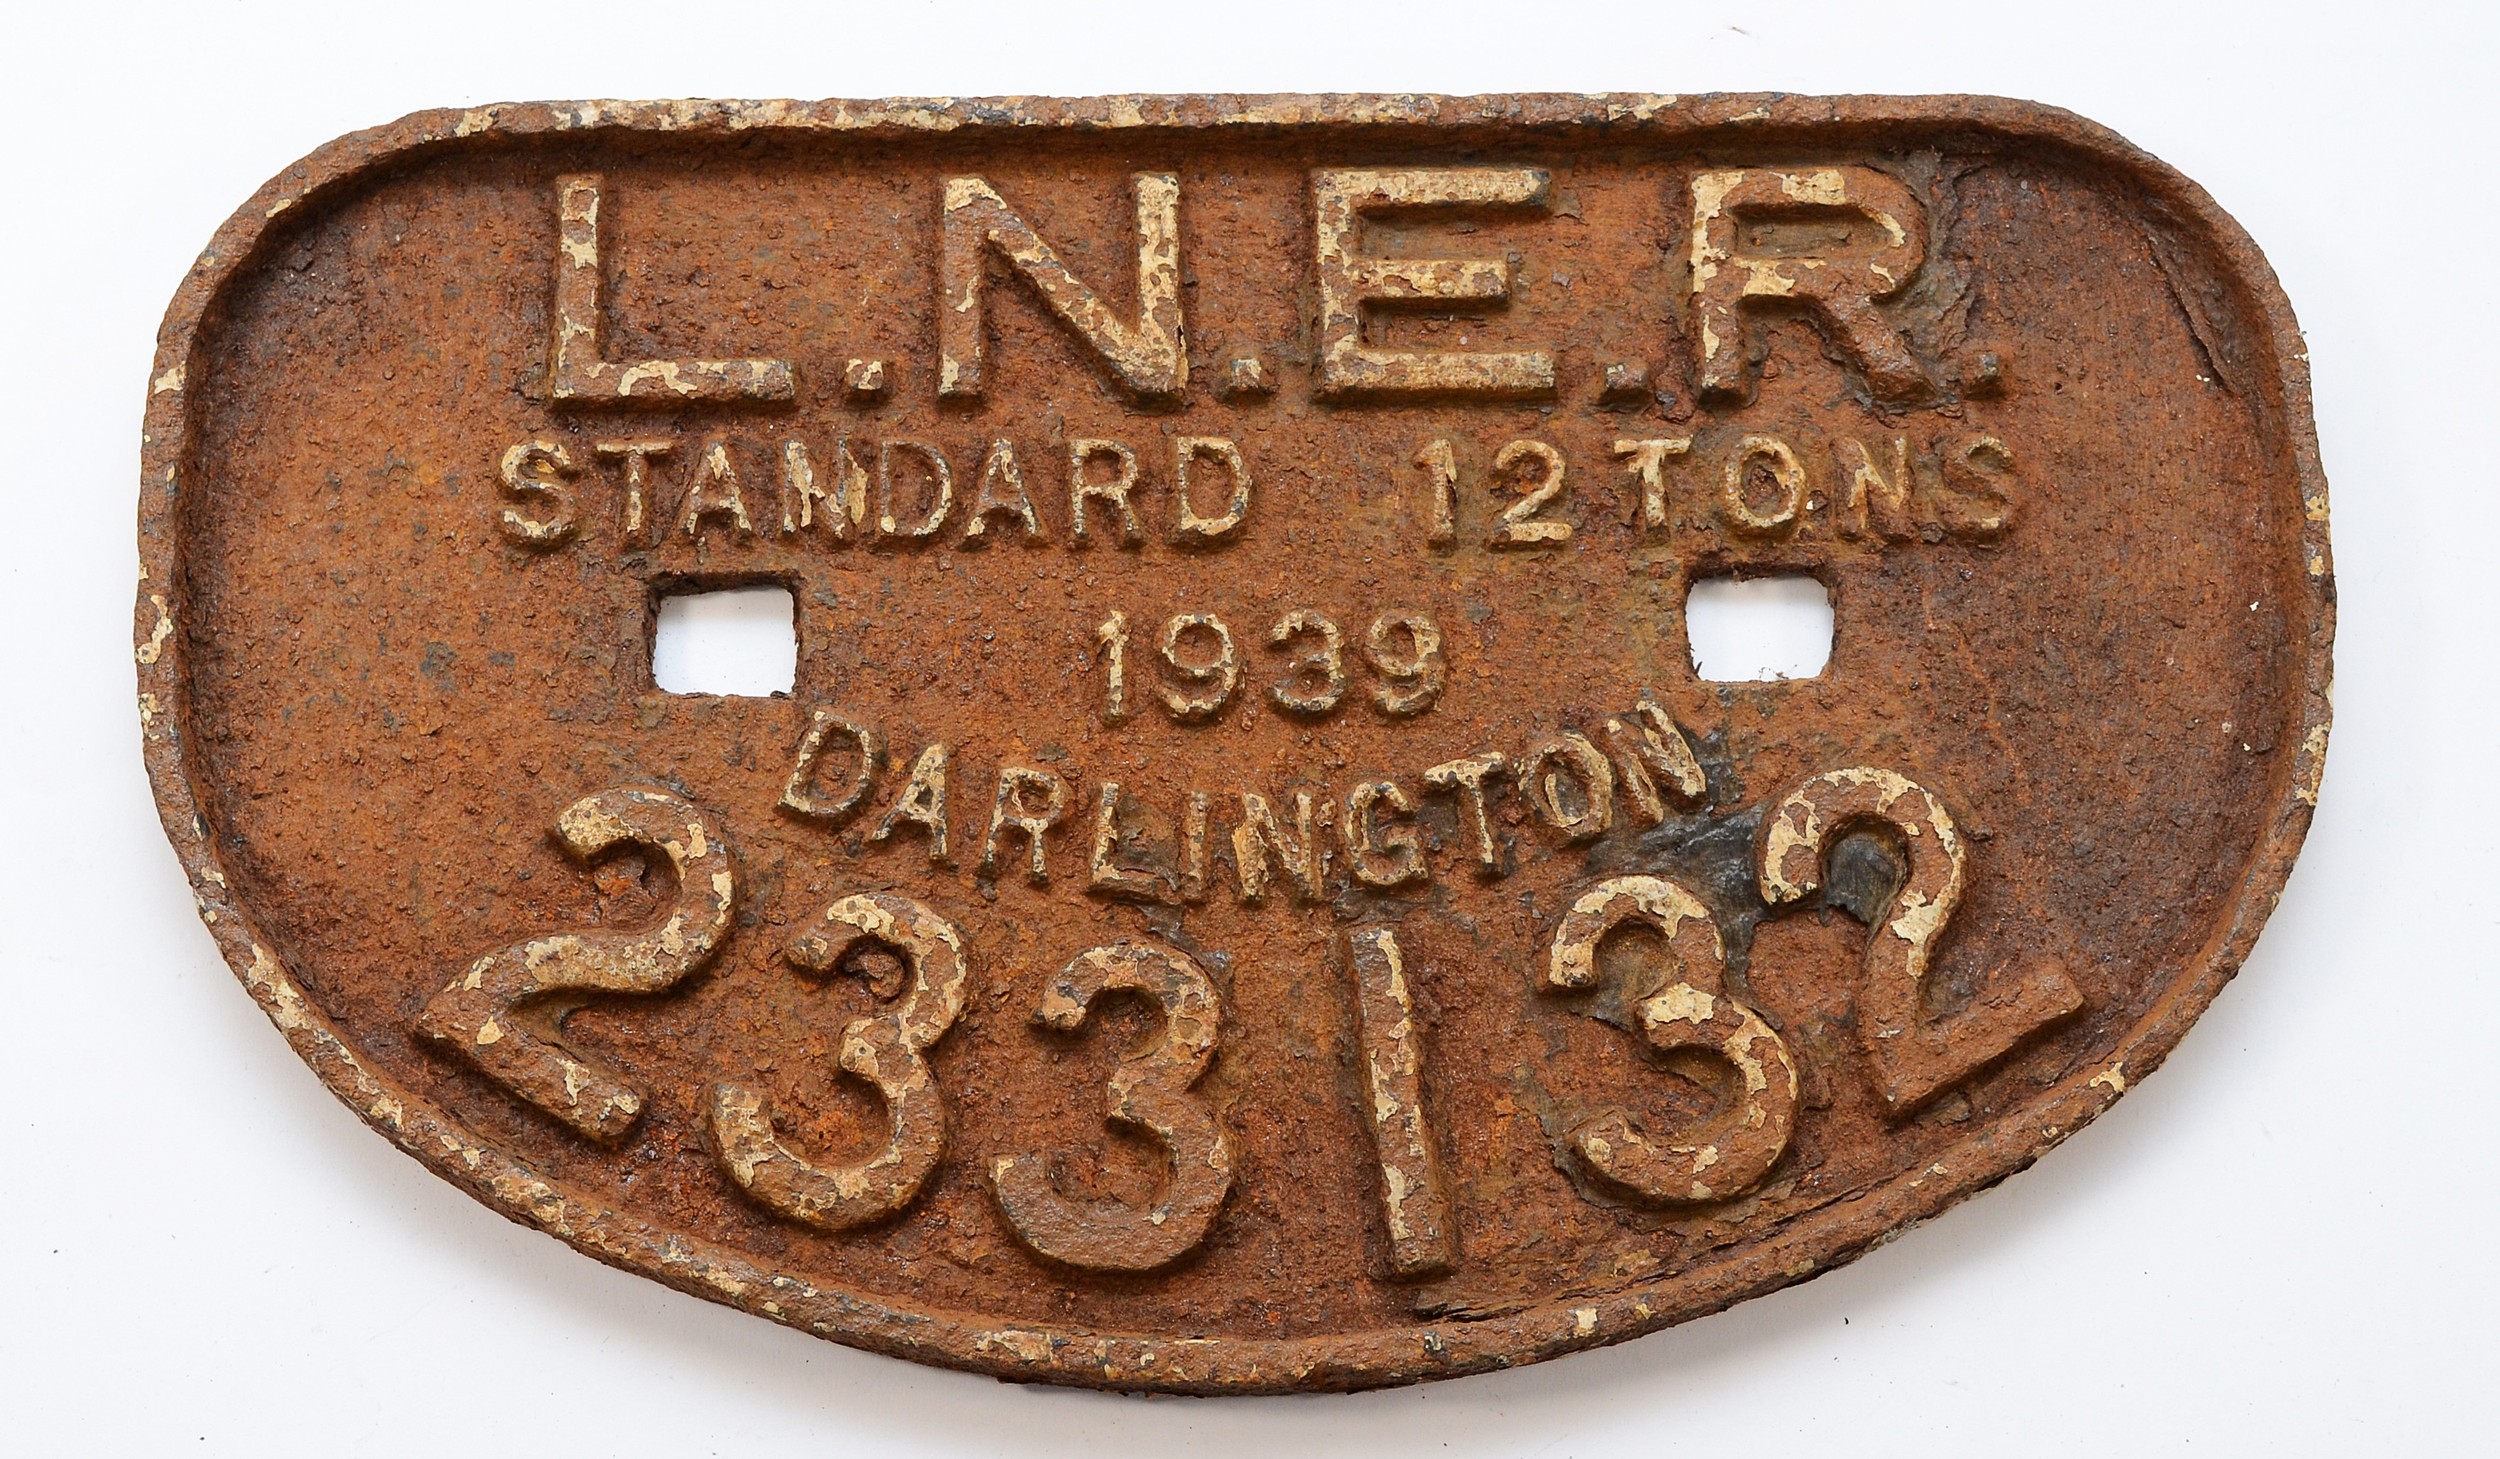 L.N.E.R.
STANDARD 12 TONS
1939
DARLINGTON
233132